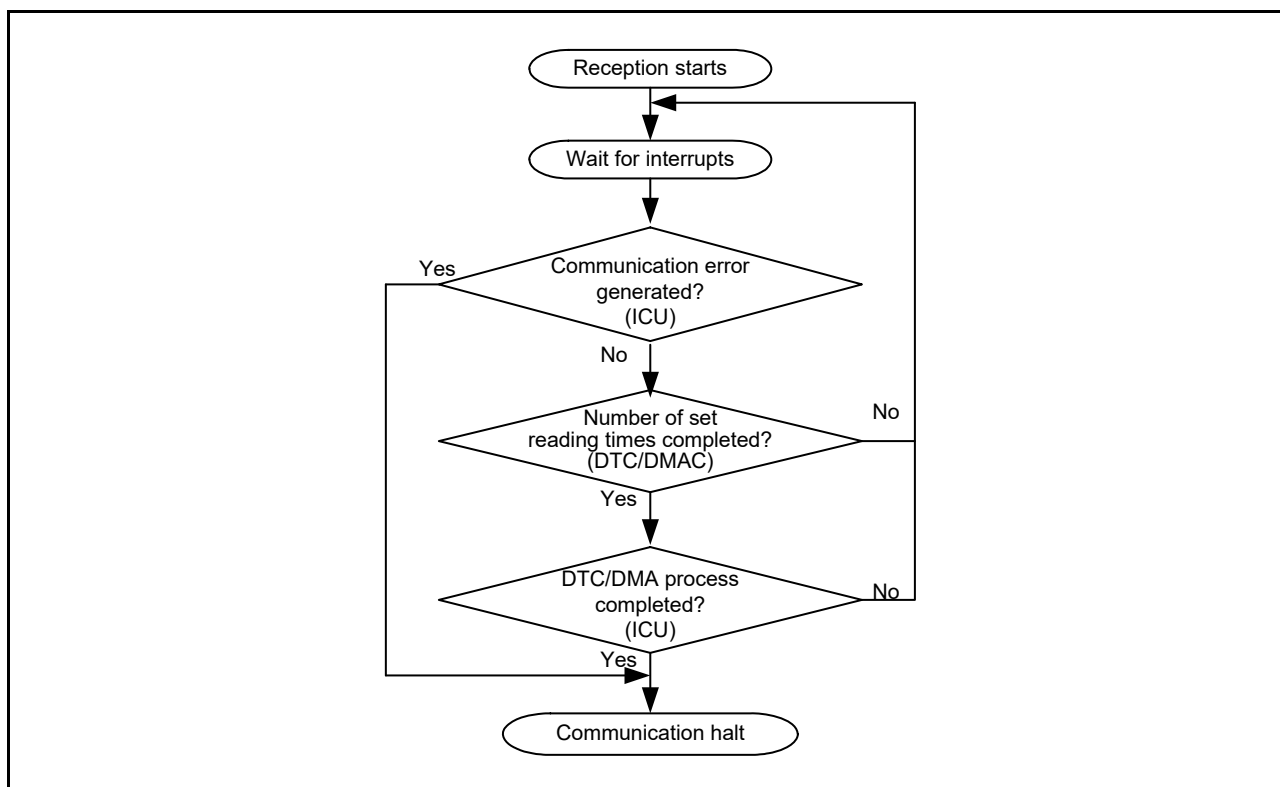 Reception starts
Wait for interrupts
Yes
Communication error
generated?
(ICU)
No
Number of set
reading times completed?
(DTC/DMAC)
No
Yes
DTC/DMA process
completed?
(ICU)
No
Yes
Communication halt